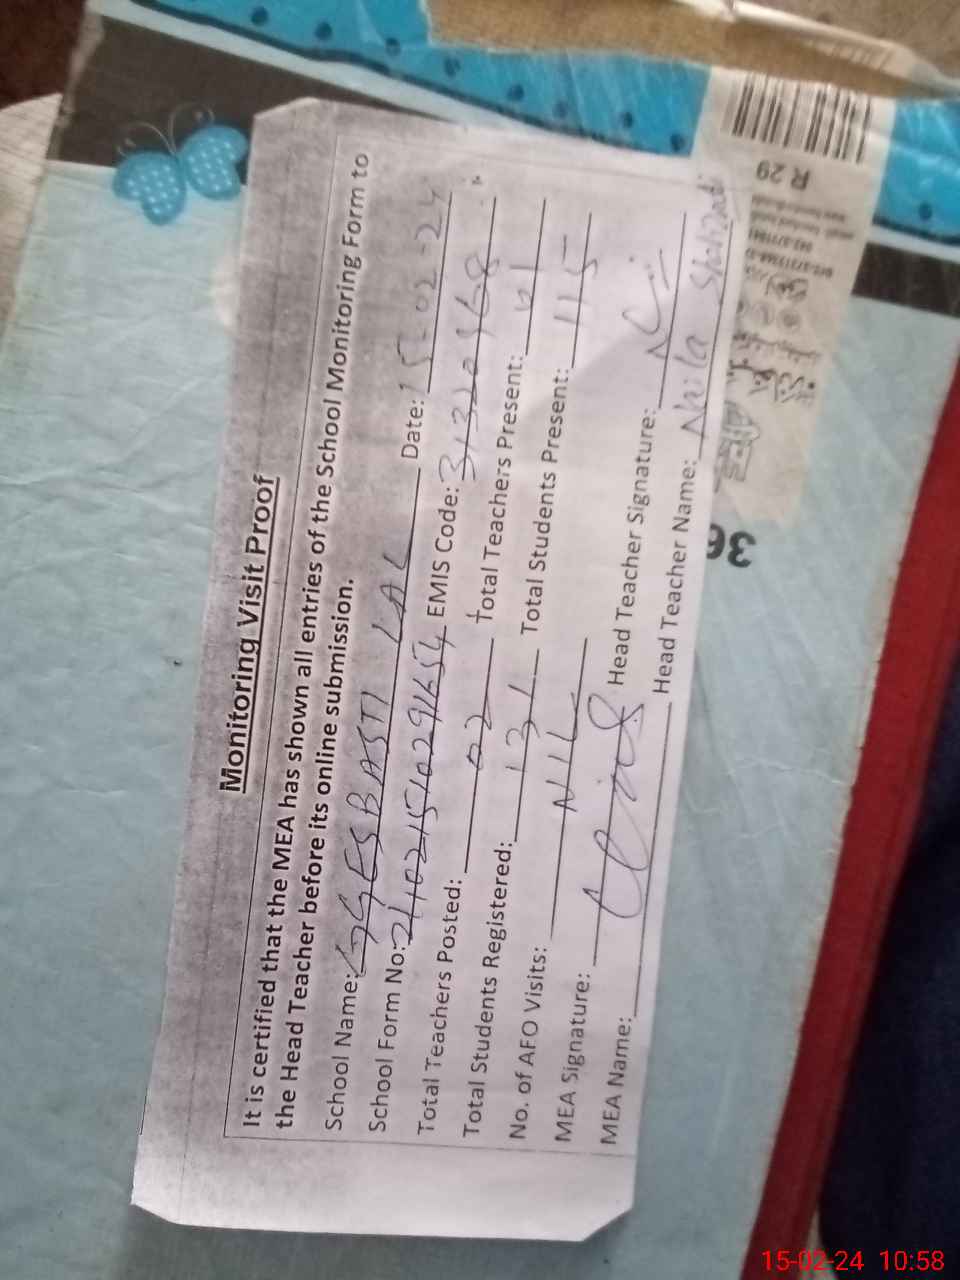 Monitoring Visit Proof
It is certified that the MEA has shown all entries of the School Monitoring Form to
the Head Teacher before its online submission.
School Name: GGES BASTI LAL Date: 15-02-24
School Form No: EMIS Code:
Total Teachers Posted: 02 Total Teachers Present:
Total Students Registered: 131 Total Students Present: 115
No. of AFO Visits: NIL
MEA Signature: Head Teacher Signature:
MEA Name: Head Teacher Name: Shahzadi
R 29
36
15-02-24 10:58